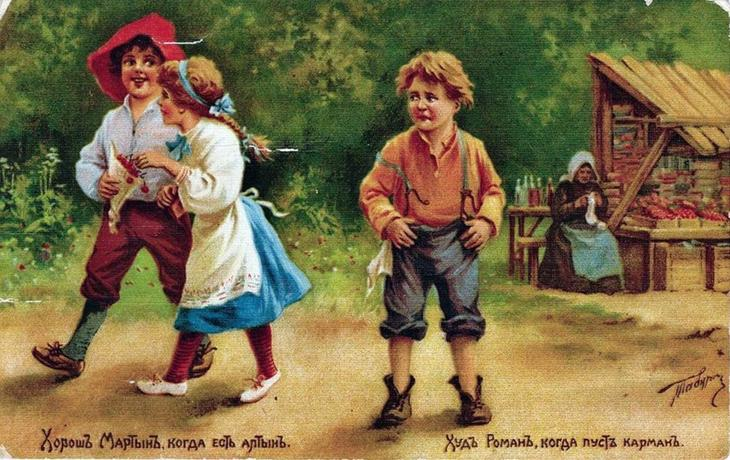 Хорошъ Мартынъ, когда есть алтынъ.
Худъ Романъ, когда пустъ карманъ.